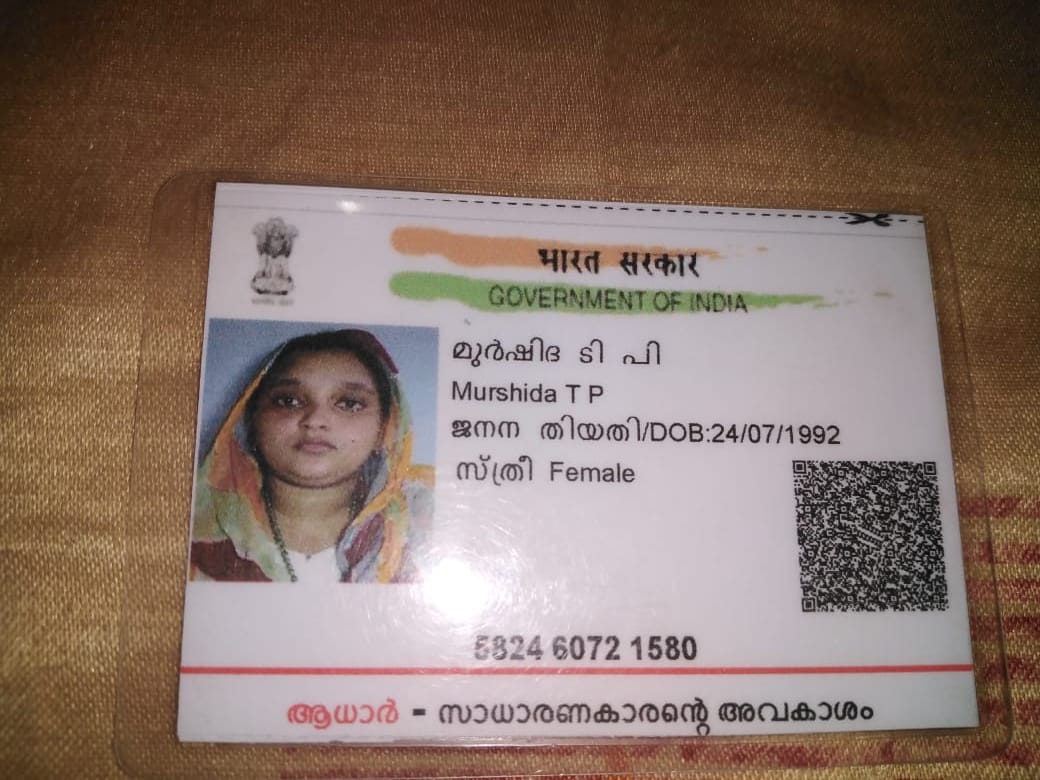 भारत सरकार
GOVERNMENT OF INDIA
മുർഷിദ ടി പി
Murshida T P
ജനന തിയതി/DOB:24/07/1992
സ്ത്രീ Female
5824 6072 1580
ആധാർ - സാധാരണകാരന്റെ അവകാശം